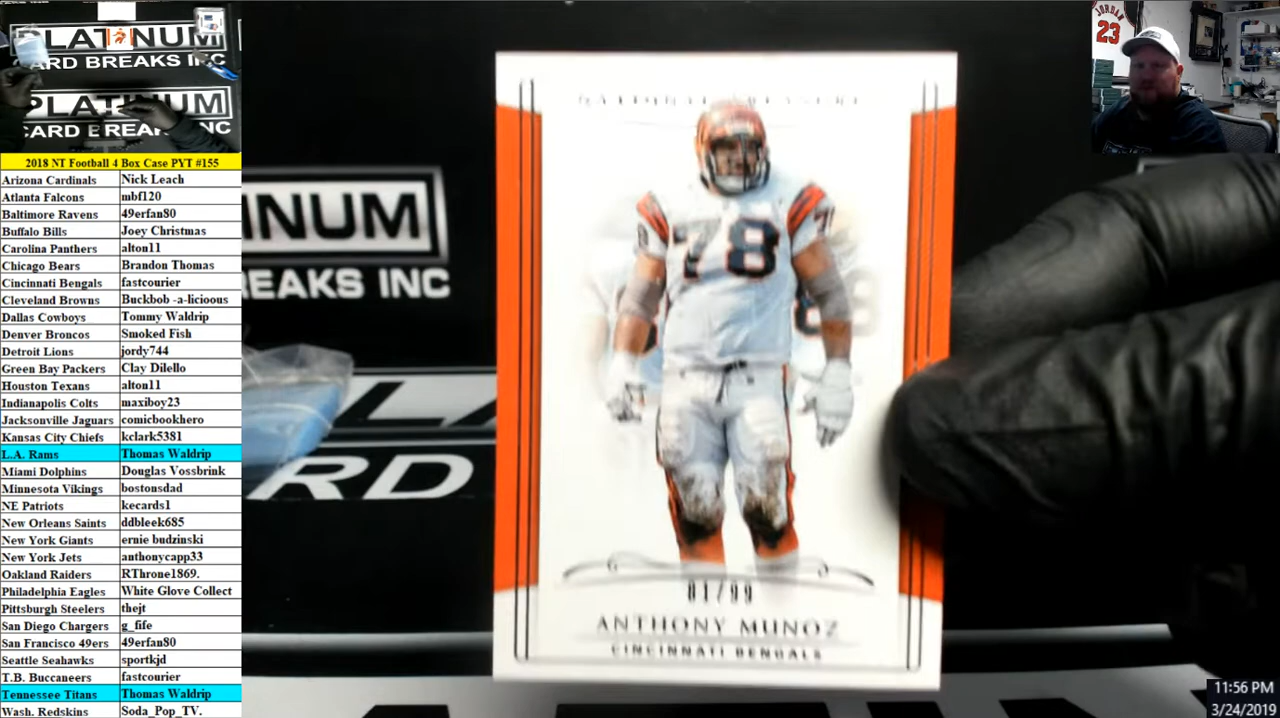 PLATINUM
CARD BREAKS INC
PLATINUM
CARD BREAK INC
2018 NT Football 4 Box Case PYT #155
Arizona Cardinals Nick Leach
Atlanta Falcons mbf120
Baltimore Ravens 49erfan80
Buffalo Bills Joey Christmas
Carolina Panthers alton11
Chicago Bears Brandon Thomas
Cincinnati Bengals fastcourier
Cleveland Browns Buckbob -a-licioous
Dallas Cowboys Tommy Waldrip
Denver Broncos Smoked Fish
Detroit Lions jordy744
Green Bay Packers Clay Dilello
Houston Texans alton11
Indianapolis Colts maxiboy23
Jacksonville Jaguars comicbookhero
Kansas City Chiefs kclark5381
L.A. Rams Thomas Waldrip
Miami Dolphins Douglas Vossbrink
Minnesota Vikings bostonsdad
NE Patriots kecards1
New Orleans Saints ddbleek685
New York Giants ernie budzinski
New York Jets anthonycapp33
Oakland Raiders RThrone1869.
Philadelphia Eagles White Glove Collect
Pittsburgh Steelers thejt
San Diego Chargers g_fife
San Francisco 49ers 49erfan80
Seattle Seahawks sportkjd
T.B. Buccaneers fastcourier
Tennessee Titans Thomas Waldrip
Wash. Redskins Soda_Pop_TV.
INUM
EAKS INC
LA
RD
78
81/99
ANTHONY MUNOZ
CINCINNATI BENGALS
JORDAN
23
11:56 PM
3/24/2019